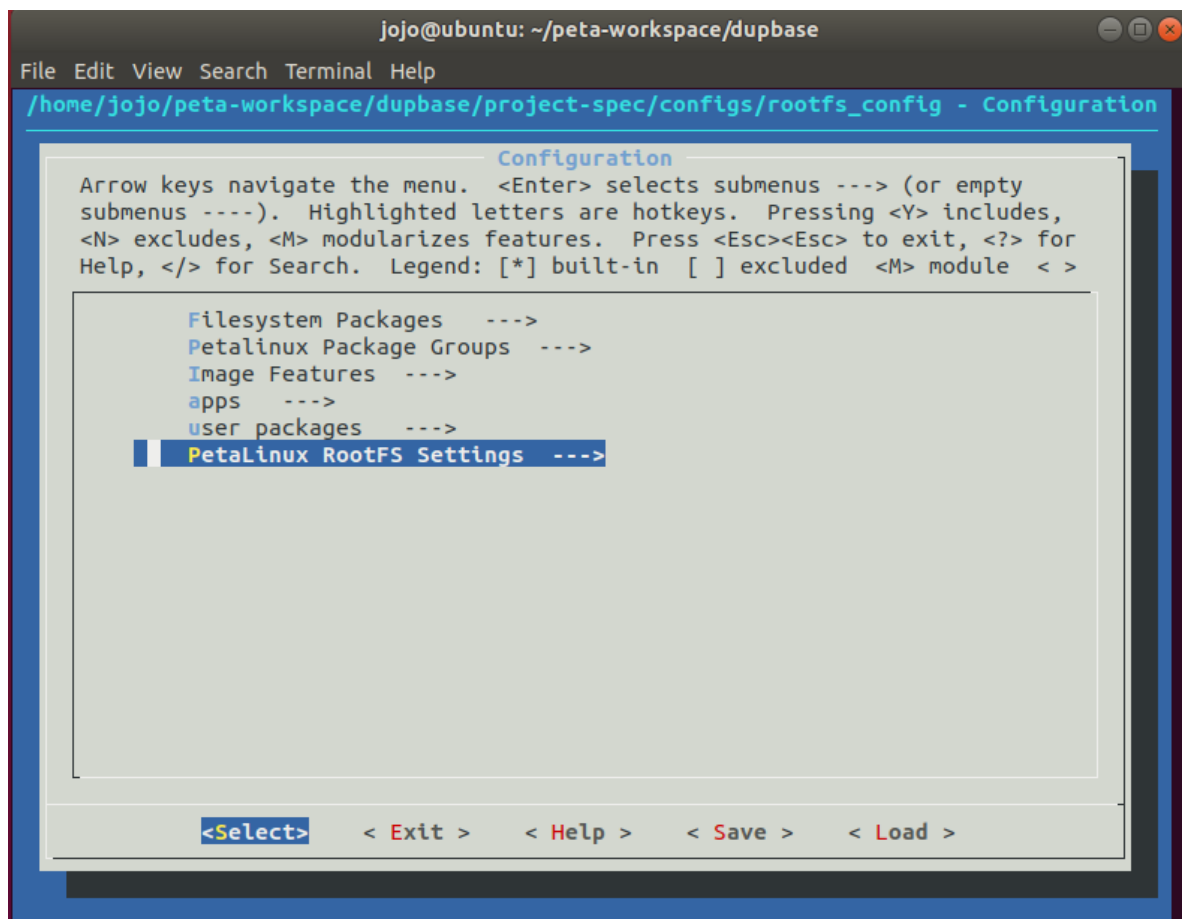 jojo@ubuntu: ~/peta-workspace/dupbase
File Edit View Search Terminal Help
/home/jojo/peta-workspace/dupbase/project-spec/configs/rootfs_config - Configuration
Configuration
Arrow keys navigate the menu.  <Enter> selects submenus ---> (or empty
submenus ----).  Highlighted letters are hotkeys.  Pressing <Y> includes,
<N> excludes, <M> modularizes features.  Press <Esc><Esc> to exit, <?> for
Help, </> for Search.  Legend: [*] built-in  [ ] excluded  <M> module  < >
Filesystem Packages   --->
Petalinux Package Groups  --->
Image Features  --->
apps   --->
user packages   --->
PetaLinux RootFS Settings  --->
<Select>    < Exit >    < Help >    < Save >    < Load >